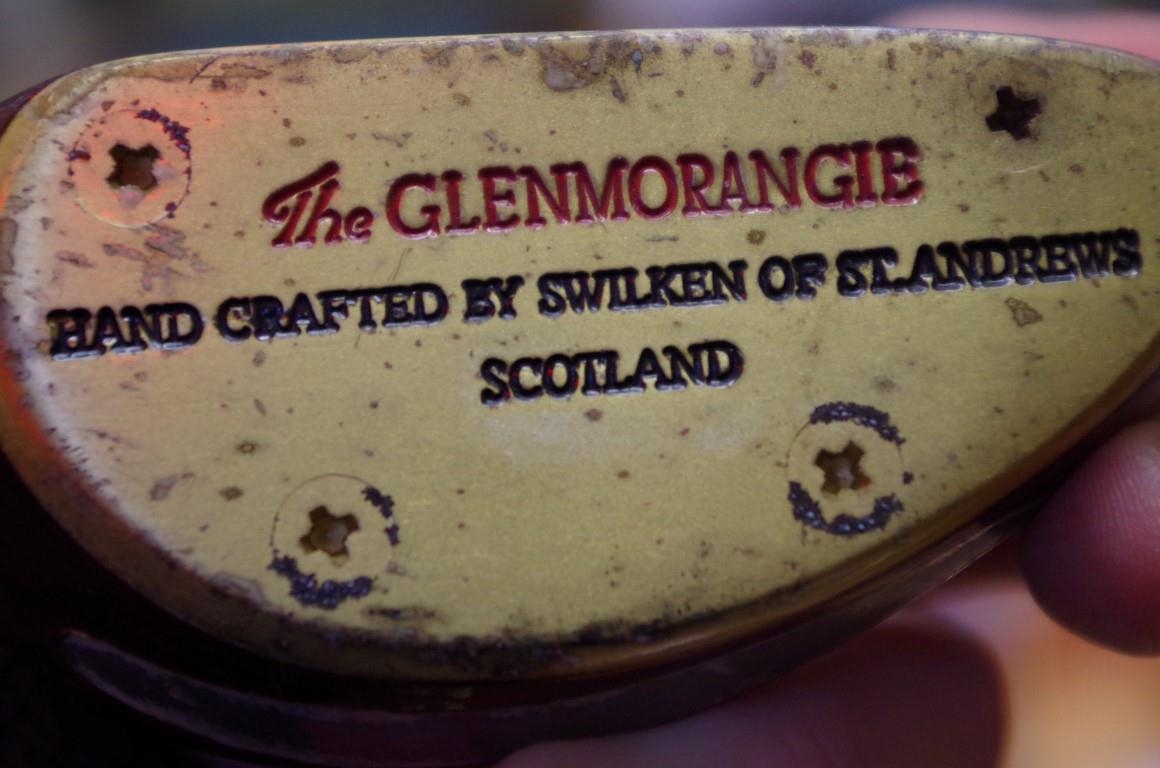 The GLENMORANGIE
HAND CRAFTED BY SWILKEN OF ST.ANDREWS
SCOTLAND